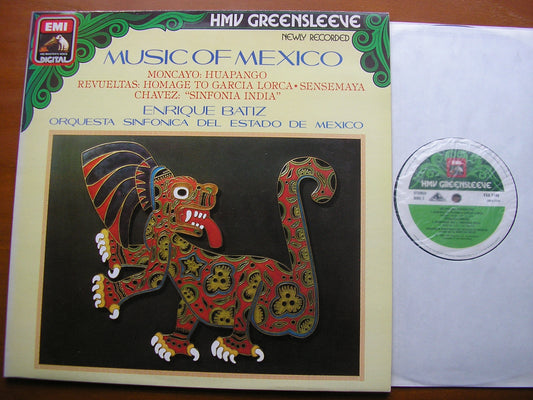 EMI
DIGITAL
HMV GREENSLEEVE
NEWLY RECORDED
MUSIC OF MEXICO
MONCAYO: HUAPANGO
REVUELTAS: HOMAGE TO GARCIA LORCA • SENSEMAYA
CHAVEZ: "SINFONIA INDIA"
ENRIQUE BATIZ
ORQUESTA SINFONICA DEL ESTADO DE MEXICO
HMV GREENSLEEVE
STEREO